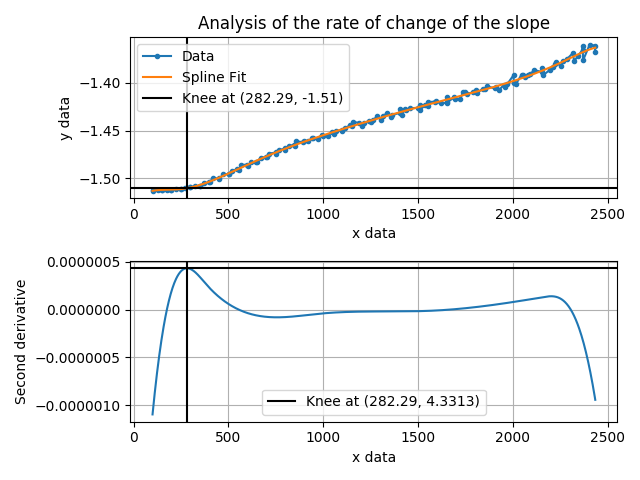 Analysis of the rate of change of the slope
Data
Spline Fit
Knee at (282.29, -1.51)
y data
−1.40
−1.45
−1.50
0 500 1000 1500 2000 2500
x data
Second derivative
0.0000005
0.0000000
−0.0000005
−0.0000010
Knee at (282.29, 4.3313)
0 500 1000 1500 2000 2500
x data